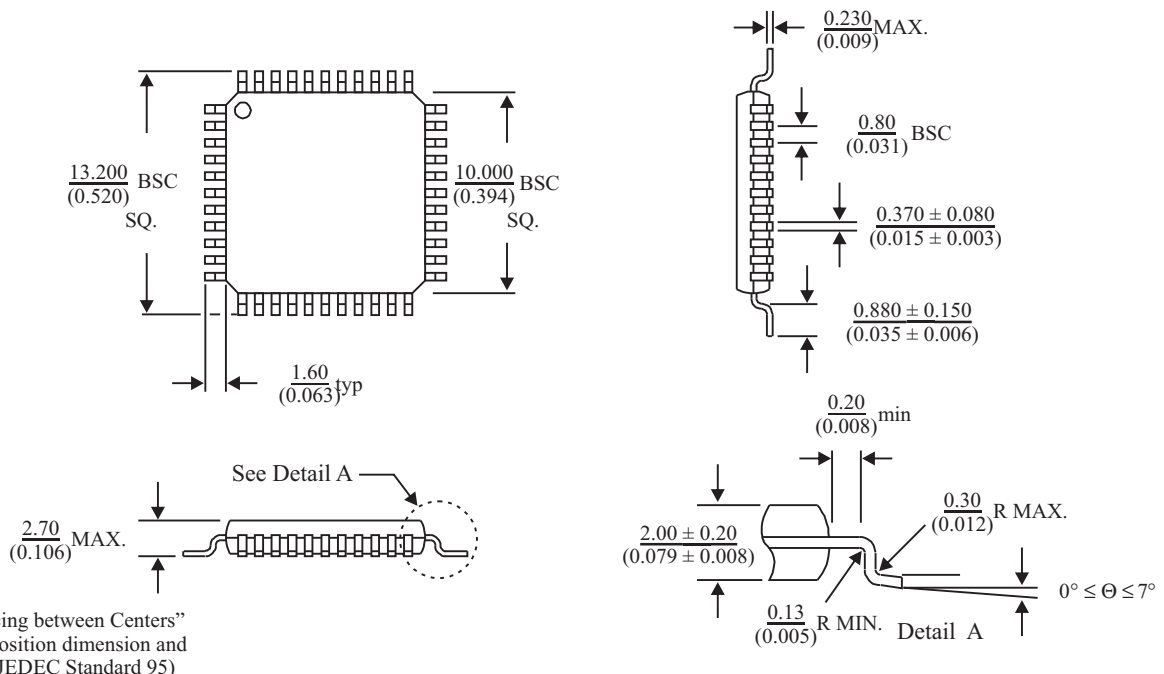 0.230
(0.009) MAX.
13.200
(0.520) BSC
SQ.
10.000
(0.394) BSC
SQ.
0.80
(0.031) BSC
0.370 ± 0.080
(0.015 ± 0.003)
0.880 ± 0.150
(0.035 ± 0.006)
1.60
(0.063) typ
0.20
(0.008) min
See Detail A
2.70
(0.106) MAX.
2.00 ± 0.20
(0.079 ± 0.008)
0.30
(0.012) R MAX.
0° ≤ Θ ≤ 7°
0.13
(0.005) R MIN.
Detail A
between Centers”
dimension and
JEDEC Standard 95)